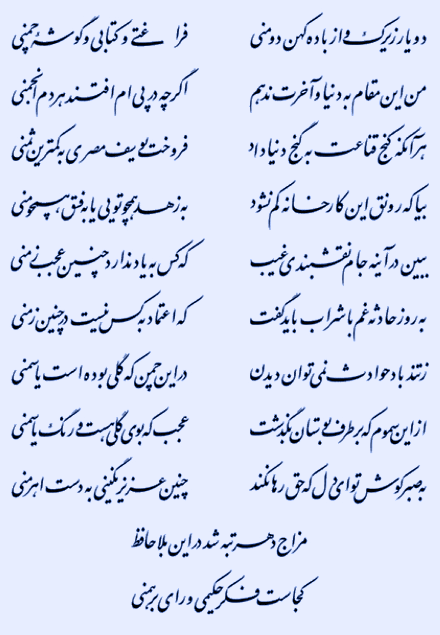 دو یار زیرک و از باده کهن دومنی فراغتی و کتابی و گوشه چمنی
من این مقام به دنیا و آخرت ندهم اگرچه در پی ام افتند هر دم انجمنی
هر آنکه کنج قناعت به گنج دنیا داد فروخت یوسف مصری به کمترین ثمنی
بیا که رونق این کارخانه کم نشود به زهد همچو تویی یا به فسق همچو منی
ببین در آینه جام نقشبندی غیب که کس به یاد ندارد چنین عجب زمنی
به روز حادثه غم با شراب باید گفت که اعتماد به کس نیست در چنین زمنی
ز تندباد حوادث نمی توان دیدن در این چمن که گلی بوده است یا سمنی
از این سموم که بر طرف بوستان بگذشت عجب که بوی گلی هست و رنگ یاسمنی
به صبر کوش تو ای دل که حق رها نکند چنین عزیز نگینی به دست اهرمنی
مزاج دهر تبه شد در این بلا حافظ
کجاست فکر حکیمی و رای برهمنی